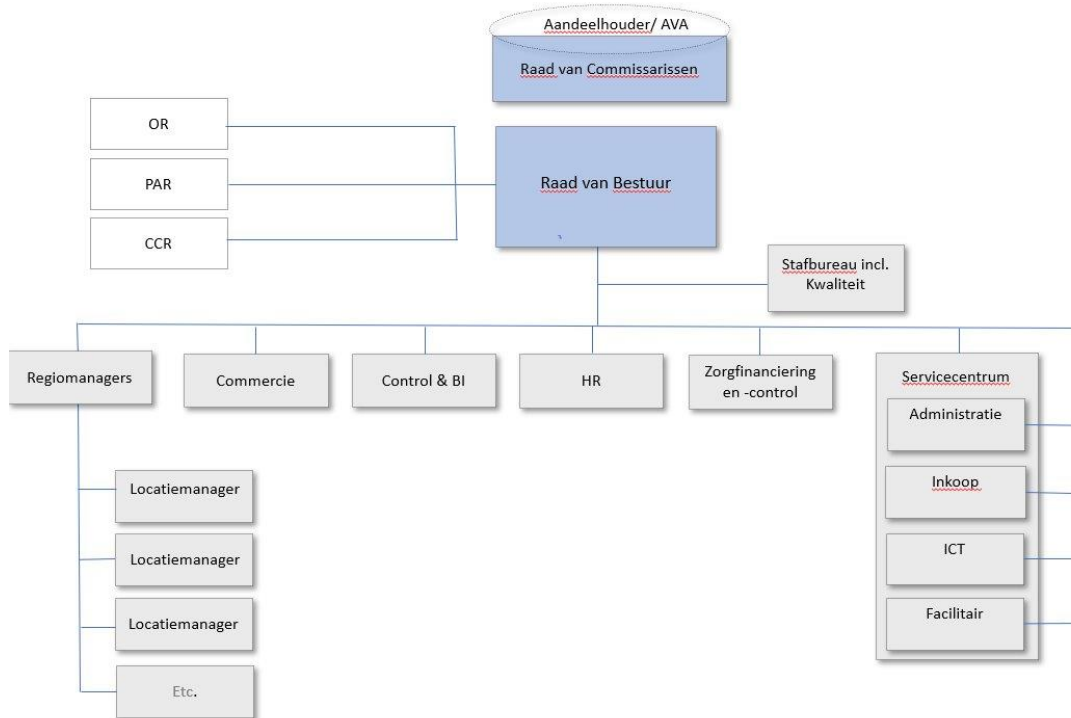 Aandeelhouder/ AVA
Raad van Commissarissen
OR
PAR
CCR
Raad van Bestuur
Stafbureau incl.
Kwaliteit
Regiomanagers
Commercie
Control & BI
HR
Zorgfinanciering
en -control
Servicecentrum
Administratie
Inkoop
ICT
Facilitair
Locatiemanager
Locatiemanager
Locatiemanager
Etc.